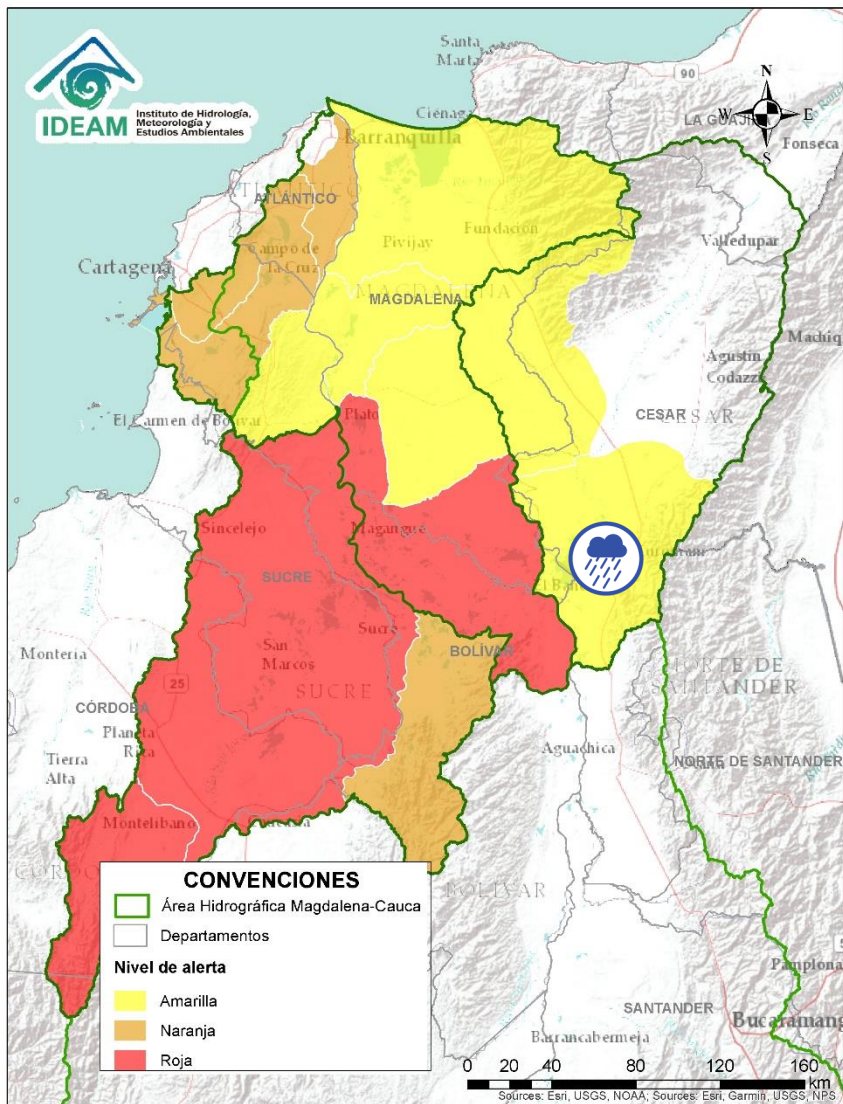 IDEAM
Instituto de Hidrología,
Meteorología y
Estudios Ambientales
Santa
Marta
90
N
W
E
S
LA GUAJIRA
Ciénaga
Fonseca
Barranquilla
ATLÁNTICO
Valledupar
Pivijay
Fundación
Campo de
la Cruz
Cartagena
MAGDALENA
MAGDALENA
Agustín
Codazzi
El Carmen de Bolívar
Plato
CESAR
CESAR
Sincelejo
Magangué
SUCRE
Sucre
San
Marcos
BOLÍVAR
SUCRE
Montería
25
NORTE DE
SANTANDER
CÓRDOBA
Planeta
Rica
Tierra
Alta
Aguachica
NORTE DE SANTANDER
Montelíbano
BOLÍVAR
CONVENCIONES
Área Hidrográfica Magdalena-Cauca
Departamentos
Nivel de alerta
Amarilla
Naranja
Roja
Pamplona
SANTANDER
Barrancabermeja
0 20 40 80 120 160
km
Sources: Esri, USGS, NOAA; Sources: Esri, Garmin, USGS, NPS